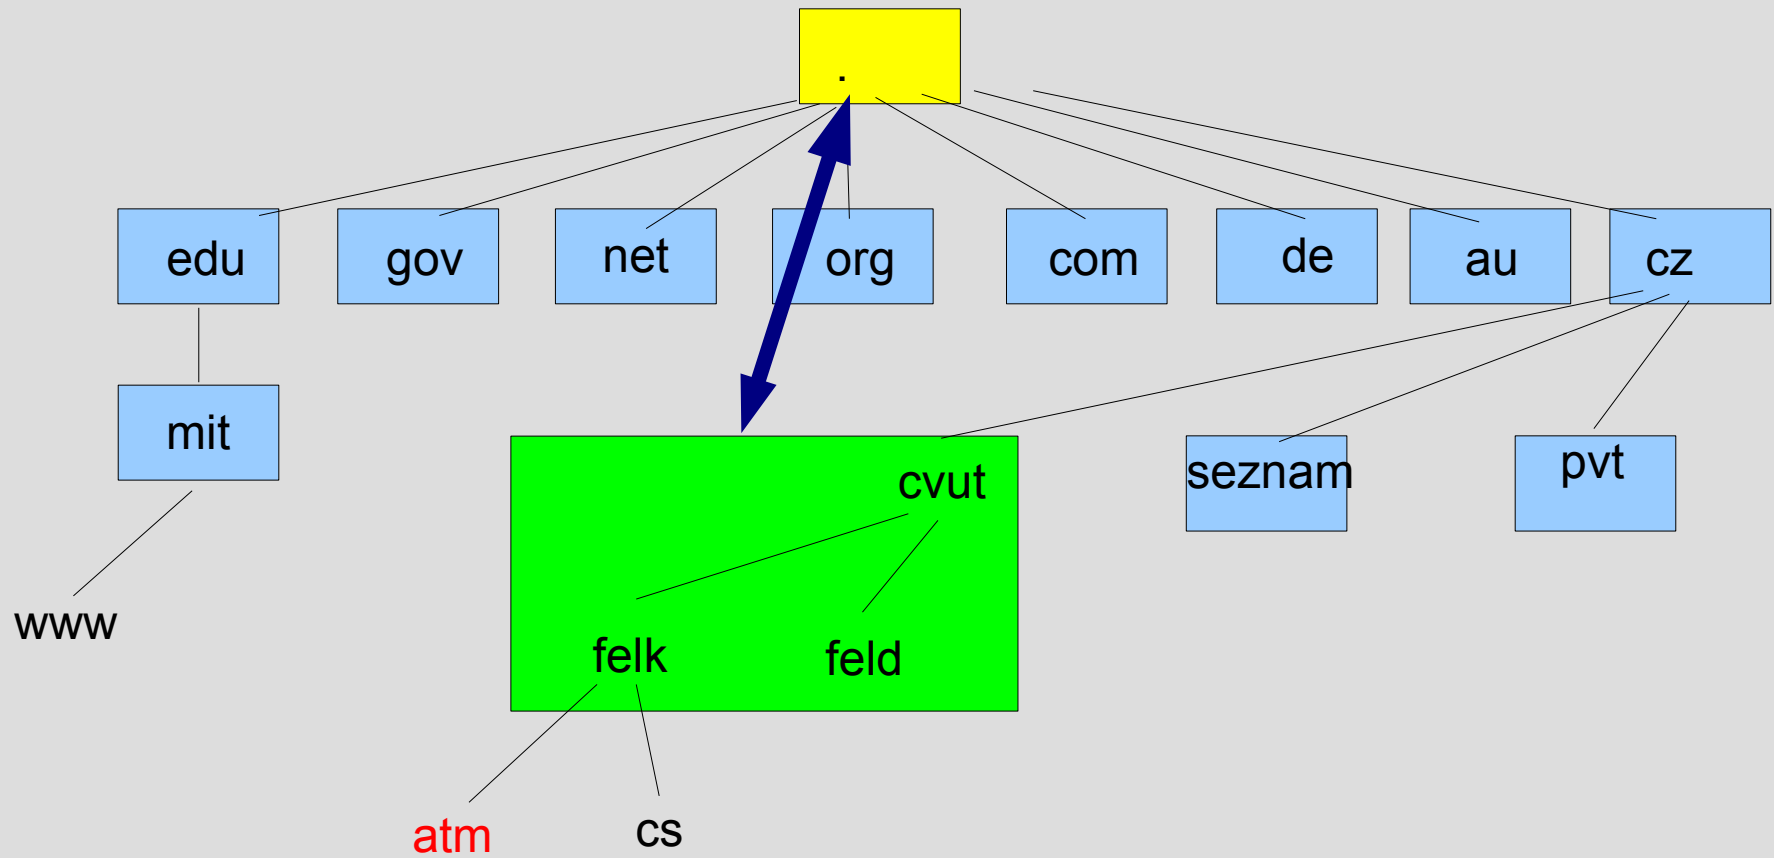 .
edu gov net org com de au cz
mit
cvut seznam pvt
www
felk feld
atm cs